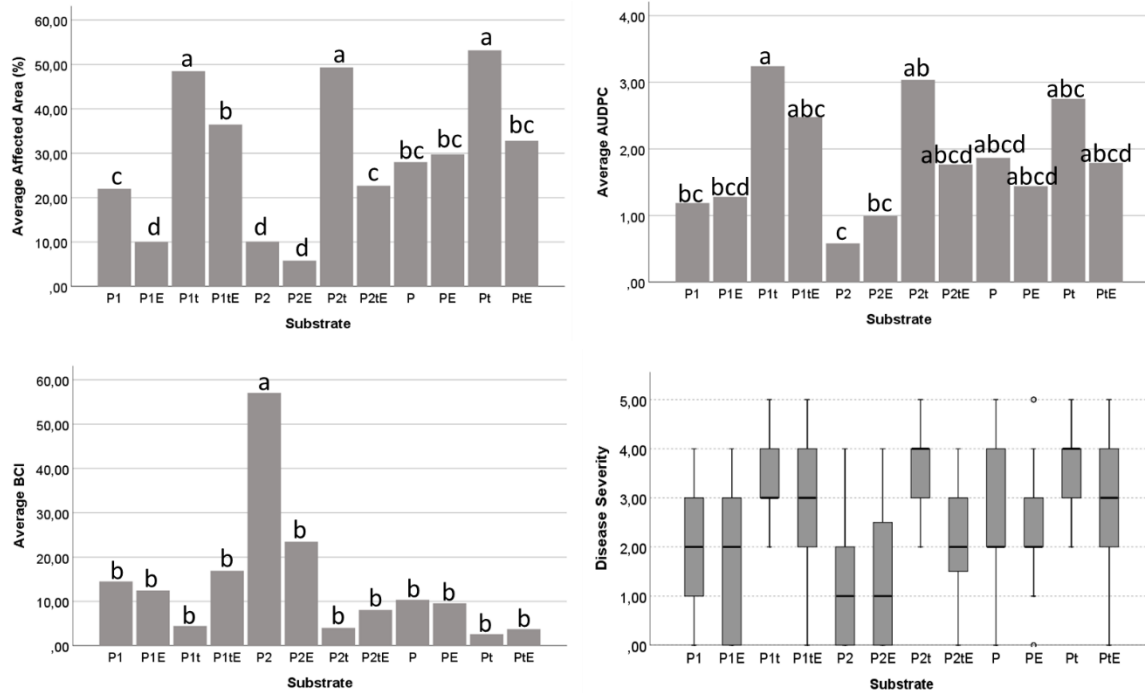 Average Affected Area (%)
60,00
50,00
40,00
30,00
20,00
10,00
,00
c d a b d d a c bc bc a bc
P1 P1E P1t P1tE P2 P2E P2t P2tE P PE Pt PtE
Substrate
Average AUDPC
4,00
3,00
2,00
1,00
,00
bc bcd a abc c bc ab abcd abcd abcd abc abcd
P1 P1E P1t P1tE P2 P2E P2t P2tE P PE Pt PtE
Substrate
Average BCI
60,00
50,00
40,00
30,00
20,00
10,00
,00
b b b b a b b b b b b b
P1 P1E P1t P1tE P2 P2E P2t P2tE P PE Pt PtE
Substrate
Disease Severity
5,00
4,00
3,00
2,00
1,00
,00
P1 P1E P1t P1tE P2 P2E P2t P2tE P PE Pt PtE
Substrate